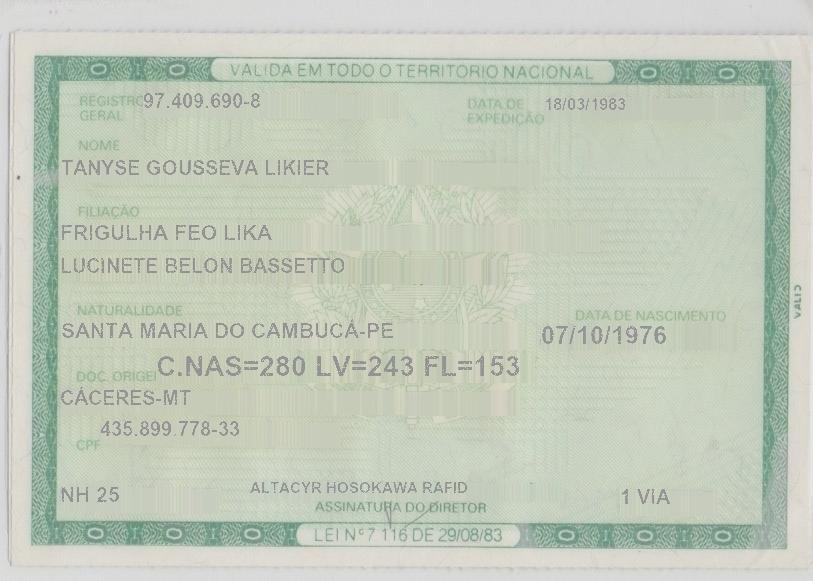 VALIDA EM TODO O TERRITORIO NACIONAL
REGISTRO GERAL 97.409.690-8 DATA DE EXPEDIÇÃO 18/03/1983
NOME
TANYSE GOUSSEVA LIKIER
FILIAÇÃO
FRIGULHA FEO LIKA
LUCINETE BELON BASSETTO
NATURALIDADE DATA DE NASCIMENTO
SANTA MARIA DO CAMBUCÁ-PE 07/10/1976
DOC. ORIGEM C.NAS=280 LV=243 FL=153
CÁCERES-MT
435.899.778-33
CPF
NH 25 ALTACYR HOSOKAWA RAFID 1 VIA
ASSINATURA DO DIRETOR
LEI Nº 7 116 DE 29/08/83
VALID